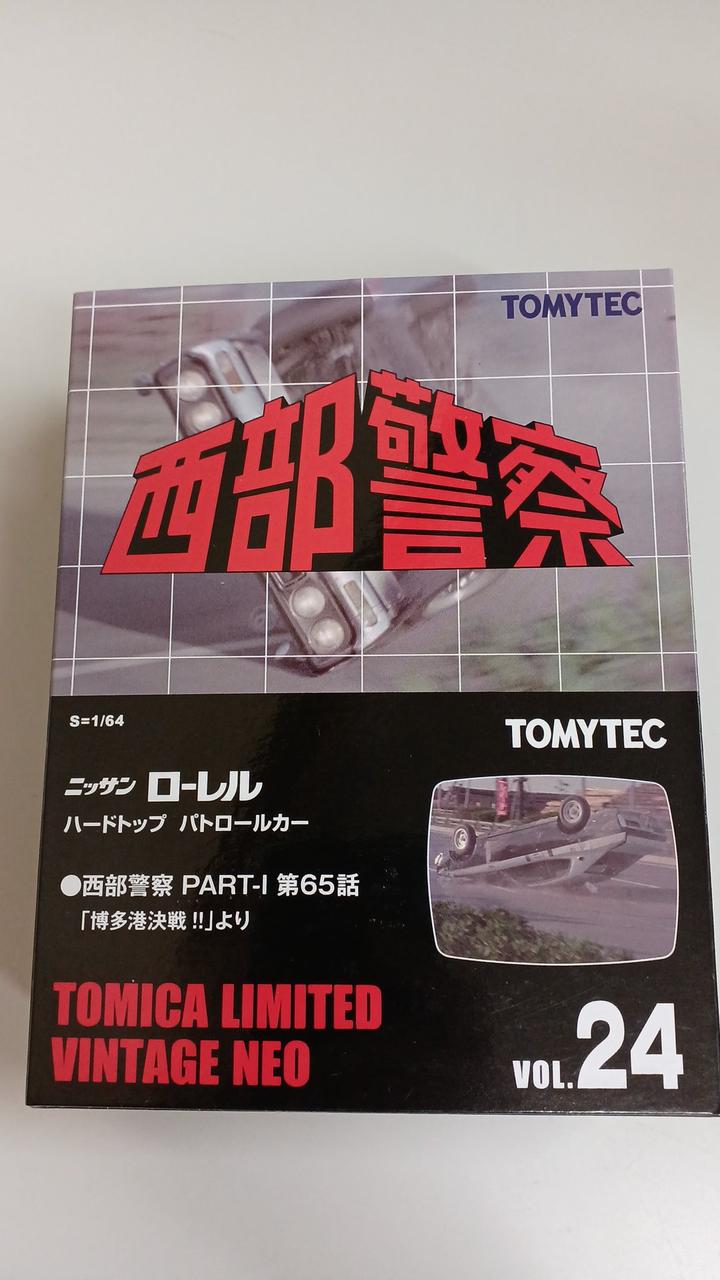 TOMYTEC
西部警察
S=1/64
TOMYTEC
ニッサン ローレル
ハードトップ パトロールカー
●西部警察 PART-I 第65話
「博多港決戦!!」より
TOMICA LIMITED
VINTAGE NEO
VOL.24